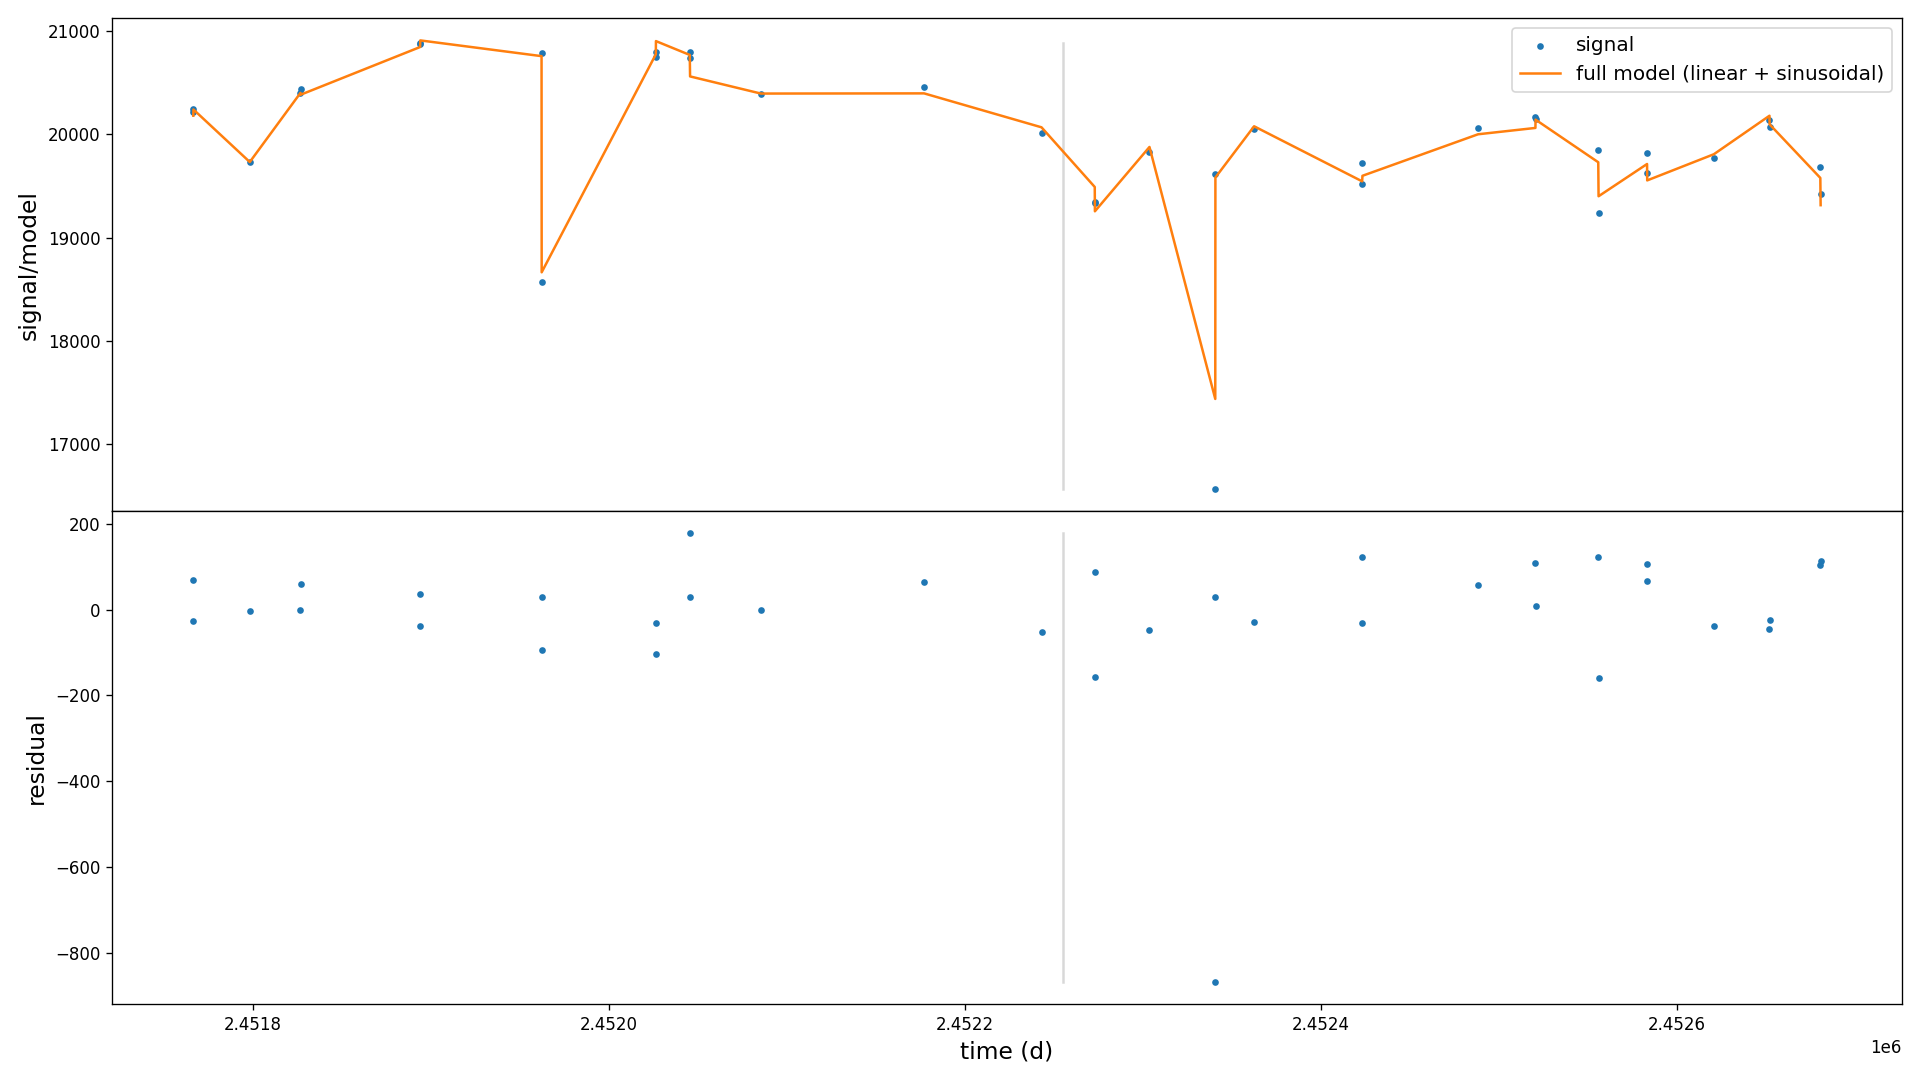 21000
20000
19000
18000
17000
signal/model
signal
full model (linear + sinusoidal)
200
0
−200
−400
−600
−800
residual
2.4518
2.4520
2.4522
2.4524
2.4526
1e6
time (d)